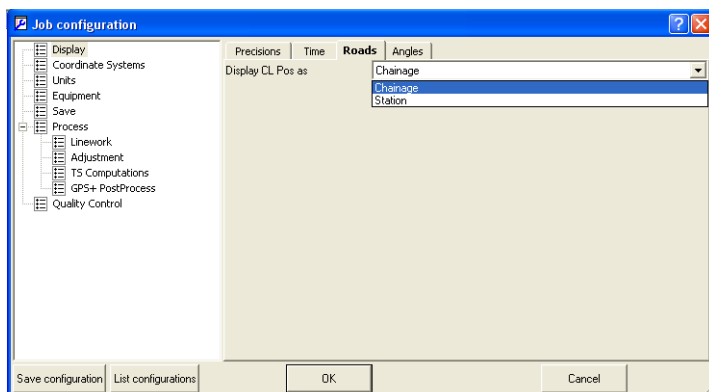 Job configuration
Display
Coordinate Systems
Units
Equipment
Save
Process
Linework
Adjustment
TS Computations
GPS+ PostProcess
Quality Control
Precisions Time Roads Angles
Display CL Pos as Chainage
Chainage
Station
Save configuration List configurations OK Cancel